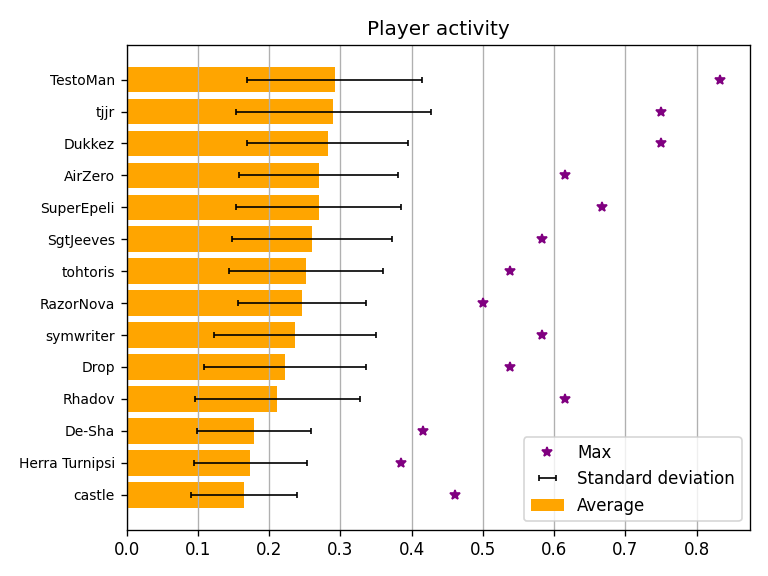 Player activity
TestoMan
tjjr
Dukkez
AirZero
SuperEpeli
SgtJeeves
tohtoris
RazorNova
symwriter
Drop
Rhadov
De-Sha
Herra Turnipsi
castle
Max
Standard deviation
Average
0.0 0.1 0.2 0.3 0.4 0.5 0.6 0.7 0.8